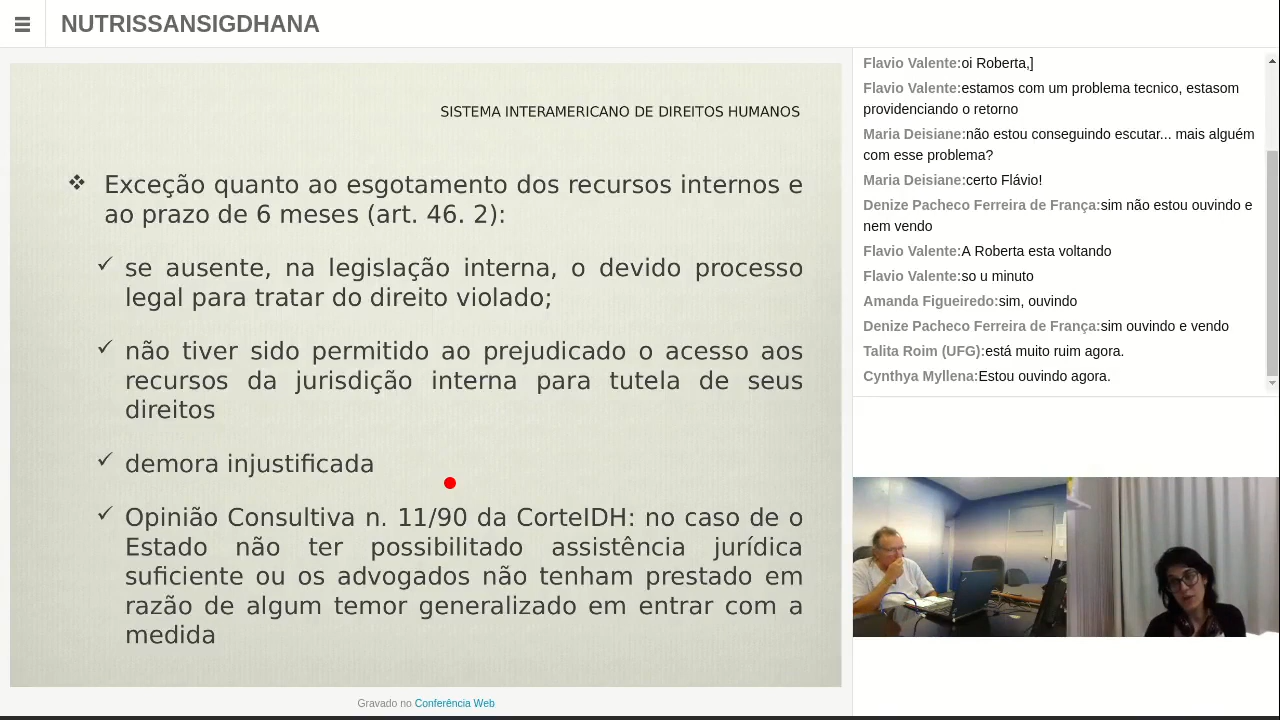 NUTRISSANSIGDHANA
SISTEMA INTERAMERICANO DE DIREITOS HUMANOS
Exceção quanto ao esgotamento dos recursos internos e
ao prazo de 6 meses (art. 46. 2):
se ausente, na legislação interna, o devido processo
legal para tratar do direito violado;
não tiver sido permitido ao prejudicado o acesso aos
recursos da jurisdição interna para tutela de seus
direitos
demora injustificada
Opinião Consultiva n. 11/90 da CorteIDH: no caso de o
Estado não ter possibilitado assistência jurídica
suficiente ou os advogados não tenham prestado em
razão de algum temor generalizado em entrar com a
medida
Gravado no Conferência Web
Flavio Valente:oi Roberta,]
Flavio Valente:estamos com um problema tecnico, estasom
providenciando o retorno
Maria Deisiane:não estou conseguindo escutar... mais alguém
com esse problema?
Maria Deisiane:certo Flávio!
Denize Pacheco Ferreira de França:sim não estou ouvindo e
nem vendo
Flavio Valente:A Roberta esta voltando
Flavio Valente:so u minuto
Amanda Figueiredo:sim, ouvindo
Denize Pacheco Ferreira de França:sim ouvindo e vendo
Talita Roim (UFG):está muito ruim agora.
Cynthya Myllena:Estou ouvindo agora.